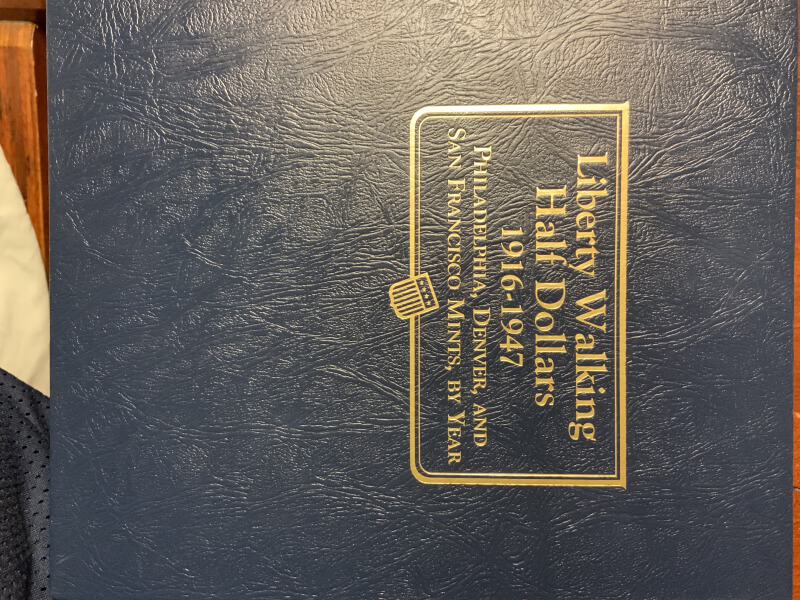 Liberty Walking
Half Dollars
1916-1947
Philadelphia, Denver, and
San Francisco Mints, by Year